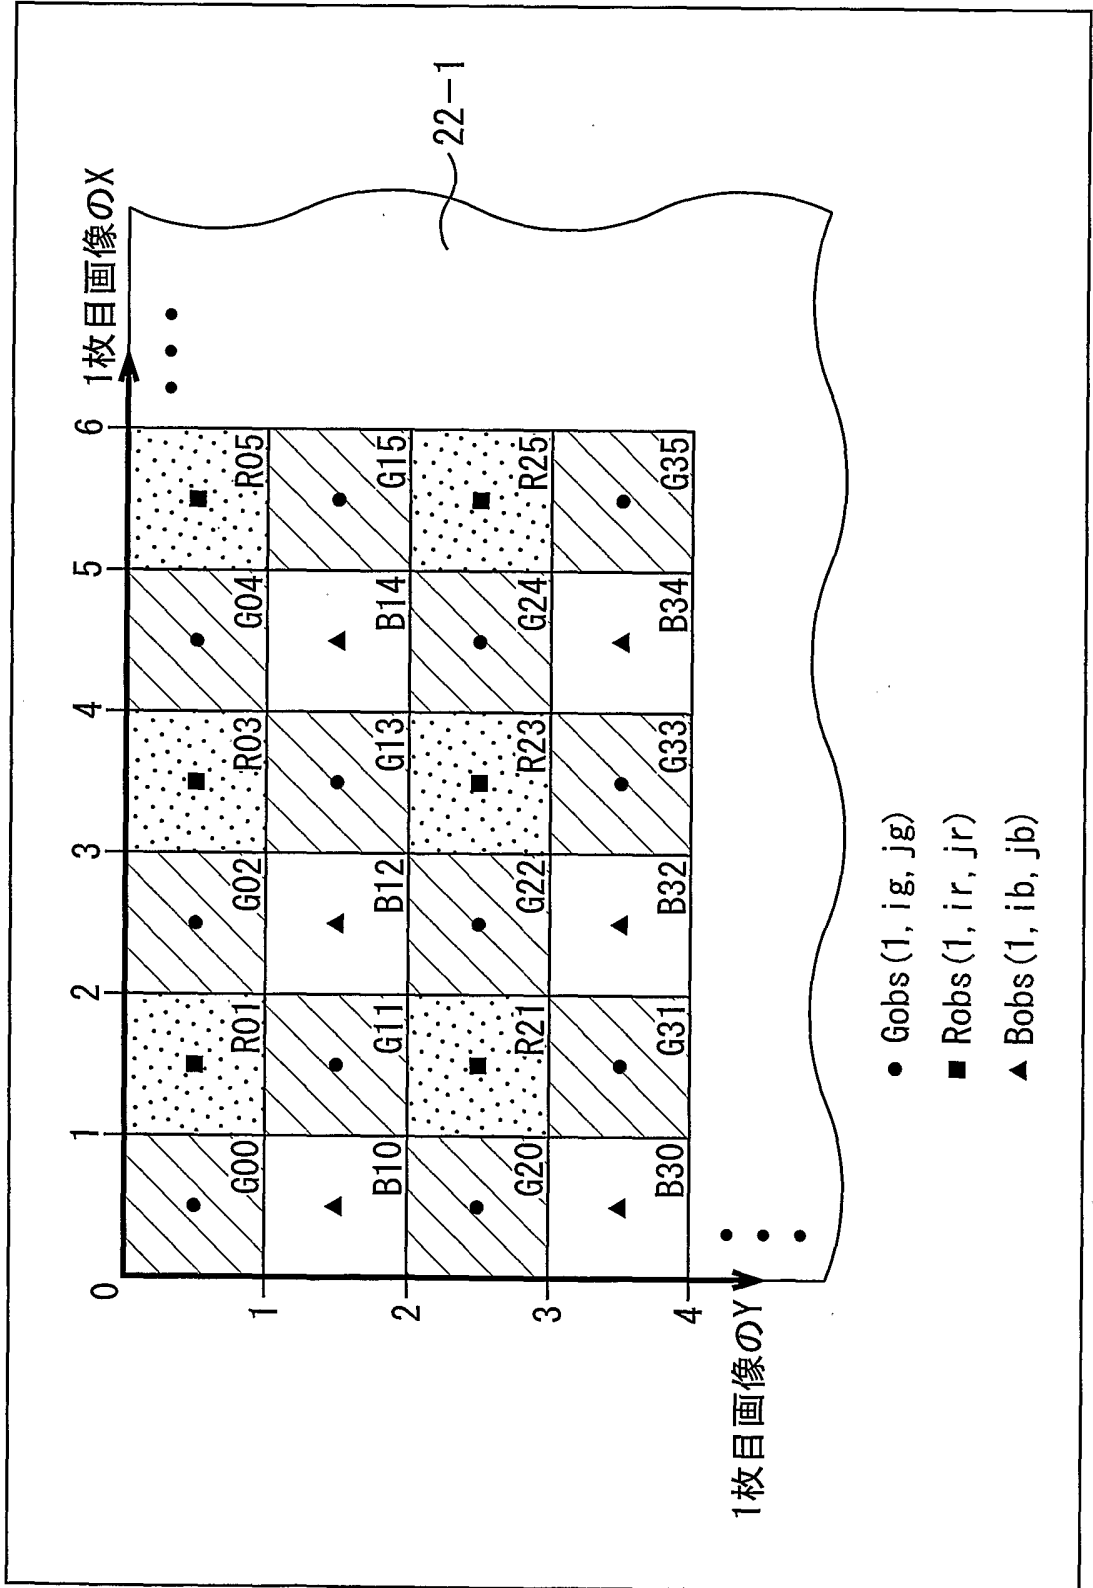 1枚目画像のX
22-1
0 1 2 3 4 5 6
G00 R01 G02 R03 G04 R05
1
B10 G11 B12 G13 B14 G15
2
G20 R21 G22 R23 G24 R25
3
B30 G31 B32 G33 B34 G35
4
1枚目画像のY
● Gobs(1, ig, jg)
■ Robs(1, ir, jr)
▲ Bobs(1, ib, jb)